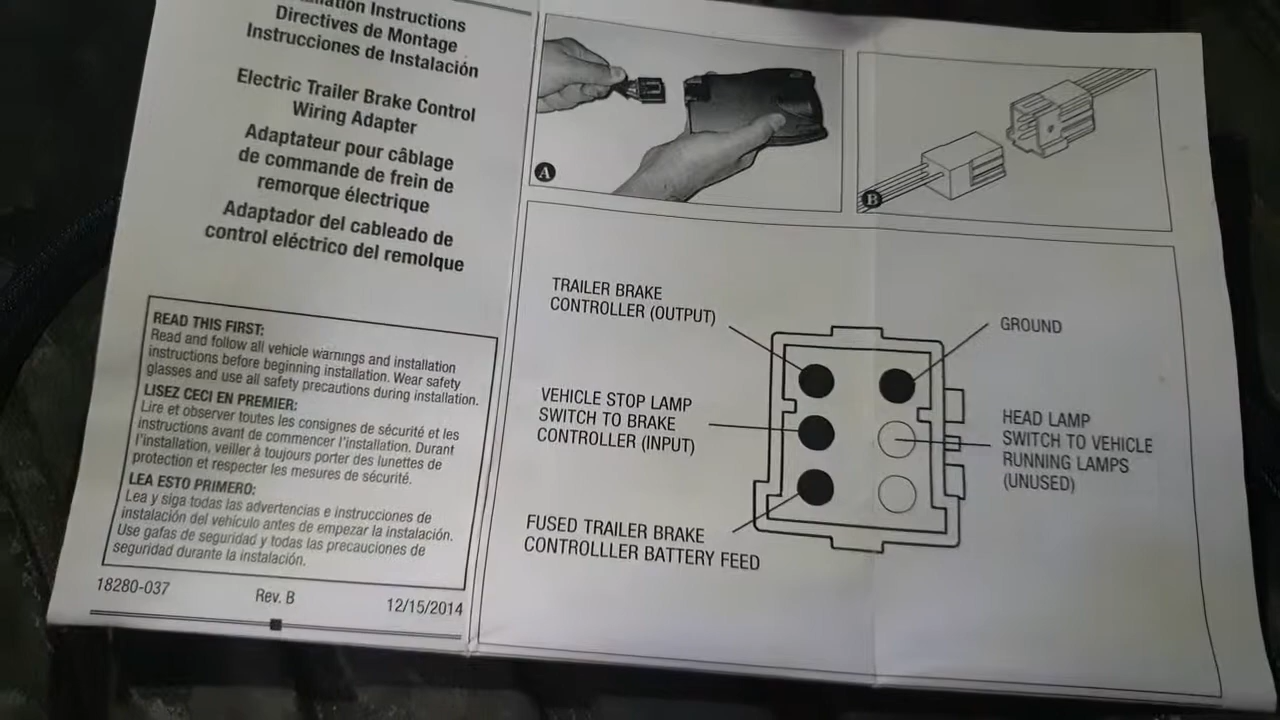 Instructions
Directives de Montage
Instrucciones de Instalación
Electric Trailer Brake Control
Wiring Adapter
Adaptateur pour câblage
de commande de frein de
remorque électrique
Adaptador del cableado de
control eléctrico del remolque
READ THIS FIRST:
Read and follow all vehicle warnings and installation
instructions before beginning installation. Wear safety
glasses and use all safety precautions during installation.
LISEZ CECI EN PREMIER:
Lire et observer toutes les consignes de sécurité et les
instructions avant de commencer l'installation. Durant
l'installation, veiller à toujours porter des lunettes de
protection et respecter les mesures de sécurité.
LEA ESTO PRIMERO:
Lea y siga todas las advertencias e instrucciones de
instalación del vehículo antes de empezar la instalación.
Use gafas de seguridad y todas las precauciones de
seguridad durante la instalación.
18280-037 Rev. B 12/15/2014
A
B
TRAILER BRAKE
CONTROLLER (OUTPUT)
GROUND
VEHICLE STOP LAMP
SWITCH TO BRAKE
CONTROLLER (INPUT)
HEAD LAMP
SWITCH TO VEHICLE
RUNNING LAMPS
(UNUSED)
FUSED TRAILER BRAKE
CONTROLLLER BATTERY FEED